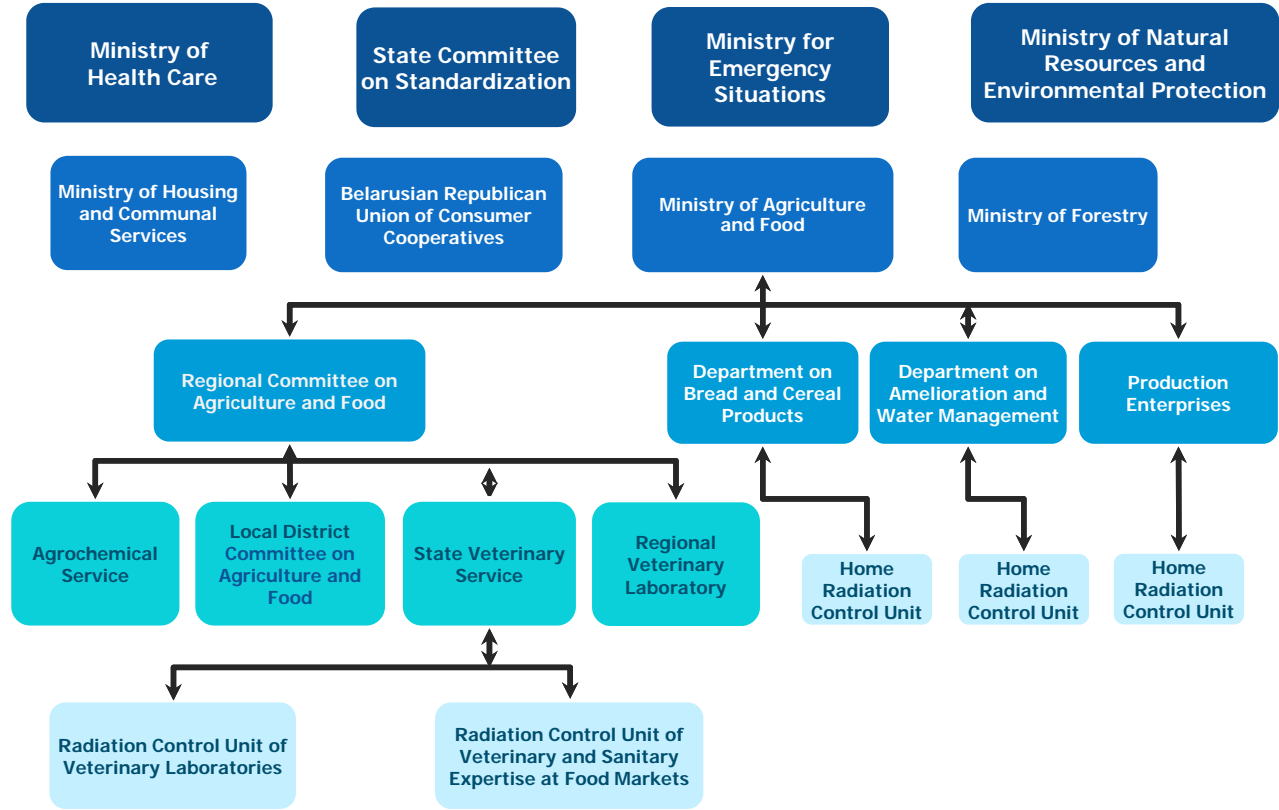 Ministry of
Health Care
State Committee
on Standardization
Ministry for
Emergency
Situations
Ministry of Natural
Resources and
Environmental Protection
Ministry of Housing
and Communal
Services
Belarusian Republican
Union of Consumer
Cooperatives
Ministry of Agriculture
and Food
Ministry of Forestry
Regional Committee on
Agriculture and Food
Department on
Bread and Cereal
Products
Department on
Amelioration and
Water Management
Production
Enterprises
Agrochemical
Service
Local District
Committee on
Agriculture and
Food
State Veterinary
Service
Regional
Veterinary
Laboratory
Home
Radiation
Control Unit
Home
Radiation
Control Unit
Home
Radiation
Control Unit
Radiation Control Unit of
Veterinary Laboratories
Radiation Control Unit of
Veterinary and Sanitary
Expertise at Food Markets